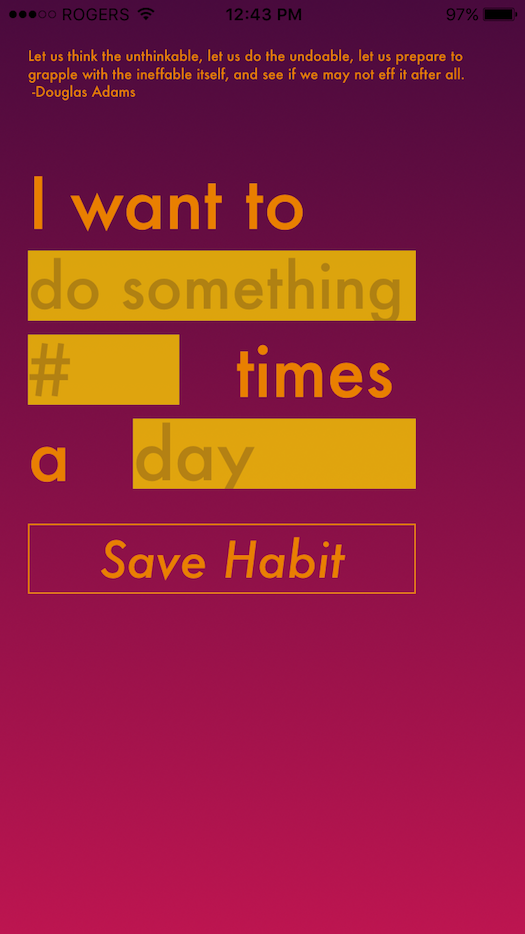 ROGERS 12:43 PM 97%
Let us think the unthinkable, let us do the undoable, let us prepare to
grapple with the ineffable itself, and see if we may not eff it after all.
-Douglas Adams
I want to
do something
# times
a day
Save Habit